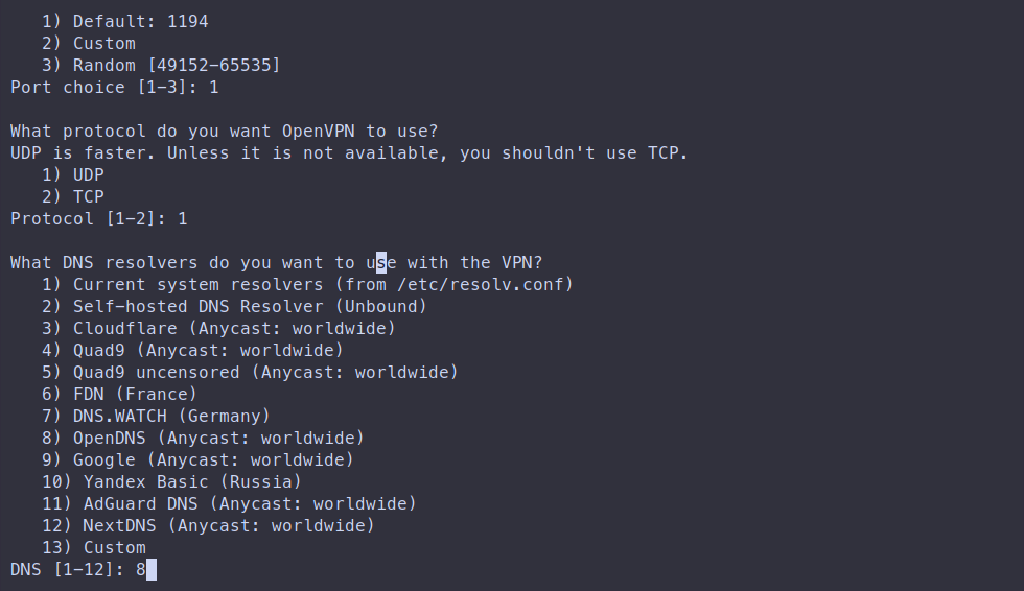 1) Default: 1194
2) Custom
3) Random [49152-65535]
Port choice [1-3]: 1
What protocol do you want OpenVPN to use?
UDP is faster. Unless it is not available, you shouldn't use TCP.
1) UDP
2) TCP
Protocol [1-2]: 1
What DNS resolvers do you want to use with the VPN?
1) Current system resolvers (from /etc/resolv.conf)
2) Self-hosted DNS Resolver (Unbound)
3) Cloudflare (Anycast: worldwide)
4) Quad9 (Anycast: worldwide)
5) Quad9 uncensored (Anycast: worldwide)
6) FDN (France)
7) DNS.WATCH (Germany)
8) OpenDNS (Anycast: worldwide)
9) Google (Anycast: worldwide)
10) Yandex Basic (Russia)
11) AdGuard DNS (Anycast: worldwide)
12) NextDNS (Anycast: worldwide)
13) Custom
DNS [1-12]: 8